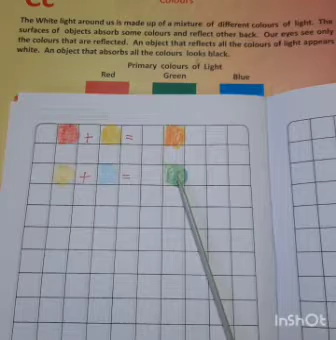 Colours
The White light around us is made up of a mixture of different colours of light. The
surfaces of objects absorb some colours and reflect other back. Our eyes see only
the colours that are reflected. An object that reflects all the colours of light appears
white. An object that absorbs all the colours looks black.
Primary colours of Light
Red Green Blue
+ =
+ =
InShOt